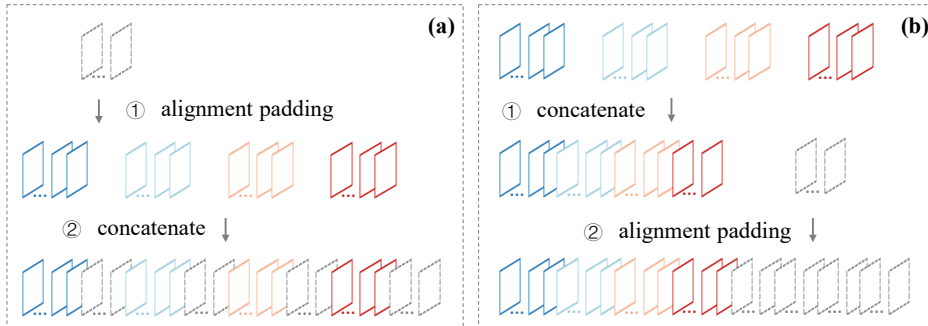 (a)
① alignment padding
② concatenate
(b)
① concatenate
② alignment padding